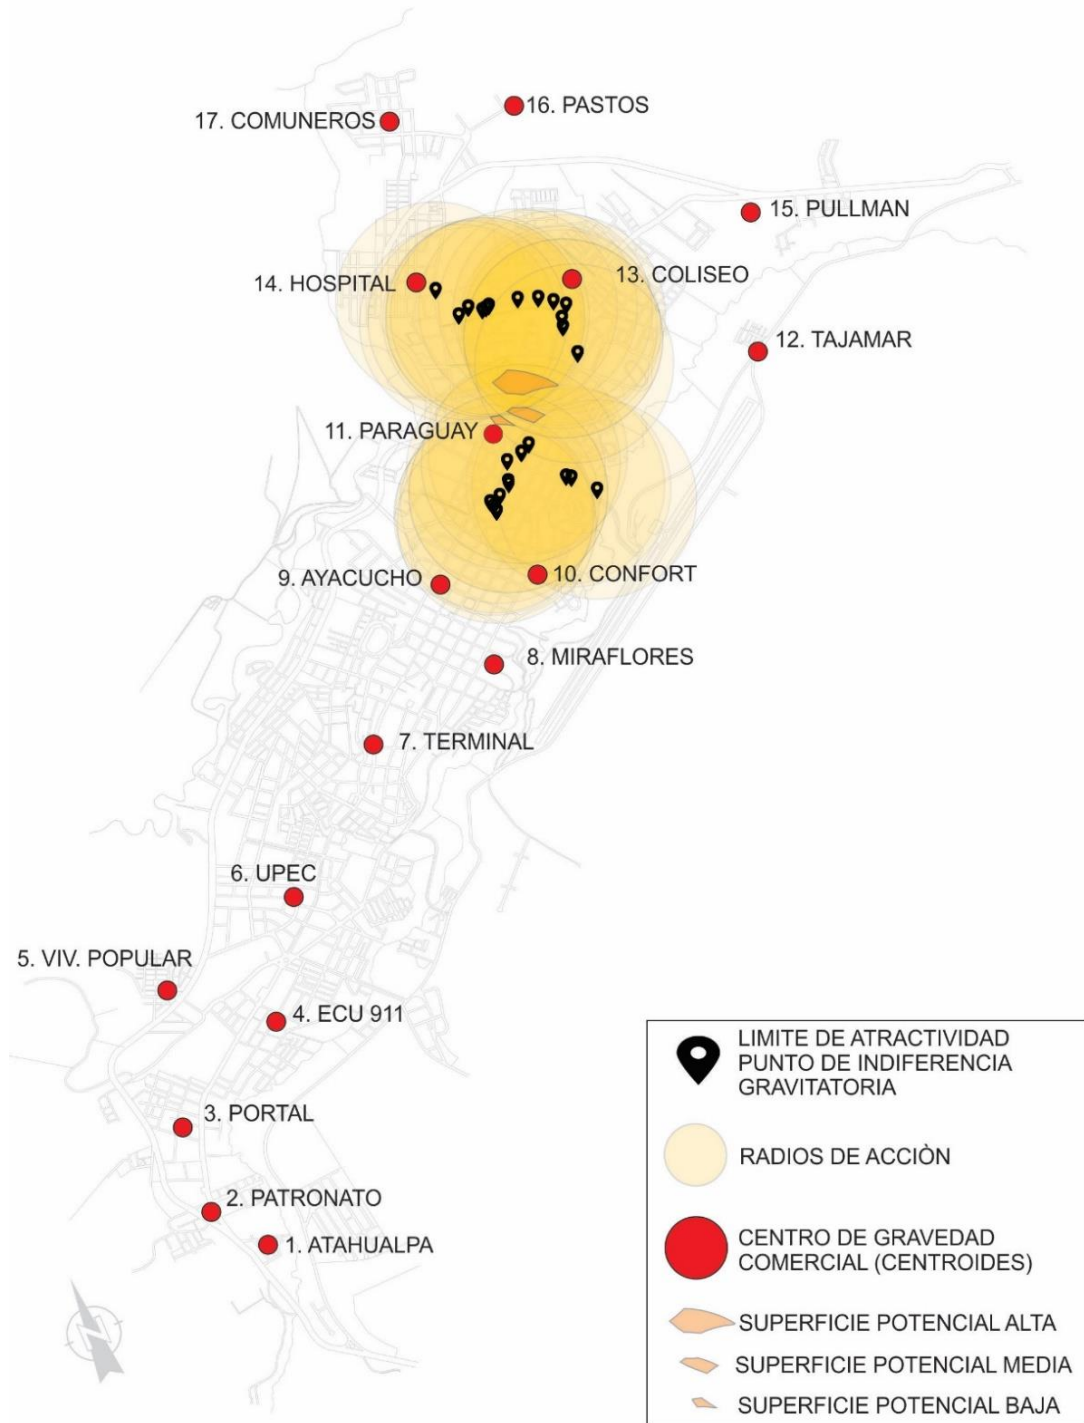 16. PASTOS
17. COMUNEROS
15. PULLMAN
14. HOSPITAL
13. COLISEO
12. TAJAMAR
11. PARAGUAY
9. AYACUCHO
10. CONFORT
8. MIRAFLORES
7. TERMINAL
6. UPEC
5. VIV. POPULAR
4. ECU 911
3. PORTAL
2. PATRONATO
1. ATAHUALPA
LIMITE DE ATRACTIVIDAD
PUNTO DE INDIFERENCIA
GRAVITATORIA
RADIOS DE ACCIÒN
CENTRO DE GRAVEDAD
COMERCIAL (CENTROIDES)
SUPERFICIE POTENCIAL ALTA
SUPERFICIE POTENCIAL MEDIA
SUPERFICIE POTENCIAL BAJA